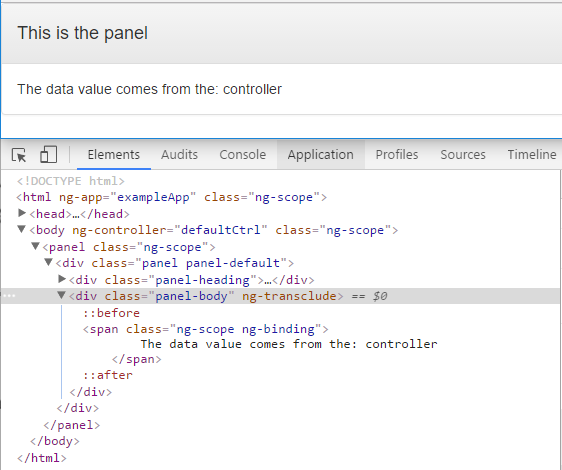 This is the panel
The data value comes from the: controller
Elements Audits Console Application Profiles Sources Timeline
<!DOCTYPE html>
<html ng-app="exampleApp" class="ng-scope">
▶<head>…</head>
▼<body ng-controller="defaultCtrl" class="ng-scope">
▼<panel class="ng-scope">
▼<div class="panel panel-default">
▶<div class="panel-heading">…</div>
… ▼<div class="panel-body" ng-transclude> == $0
::before
<span class="ng-scope ng-binding">
The data value comes from the: controller
</span>
::after
</div>
</div>
</panel>
</body>
</html>